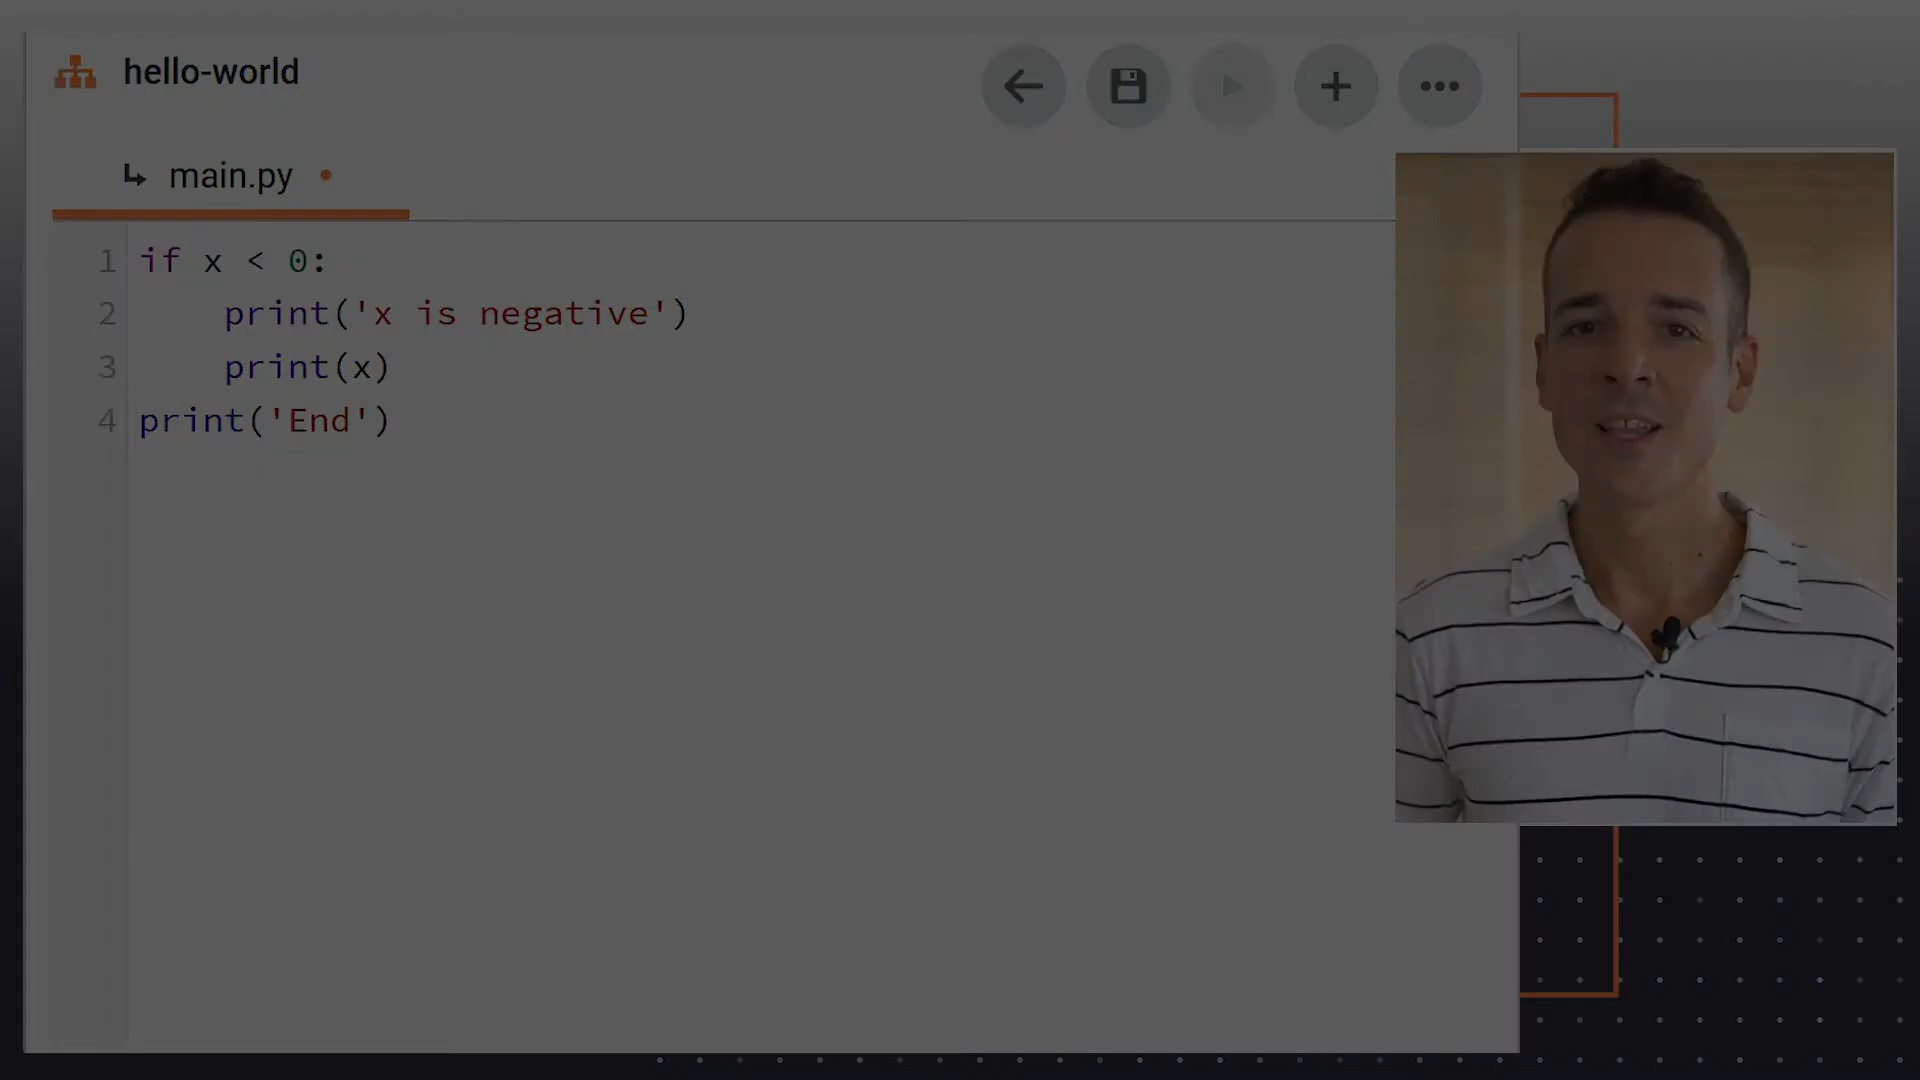 hello-world
main.py
1 if x < 0:
2     print('x is negative')
3     print(x)
4 print('End')